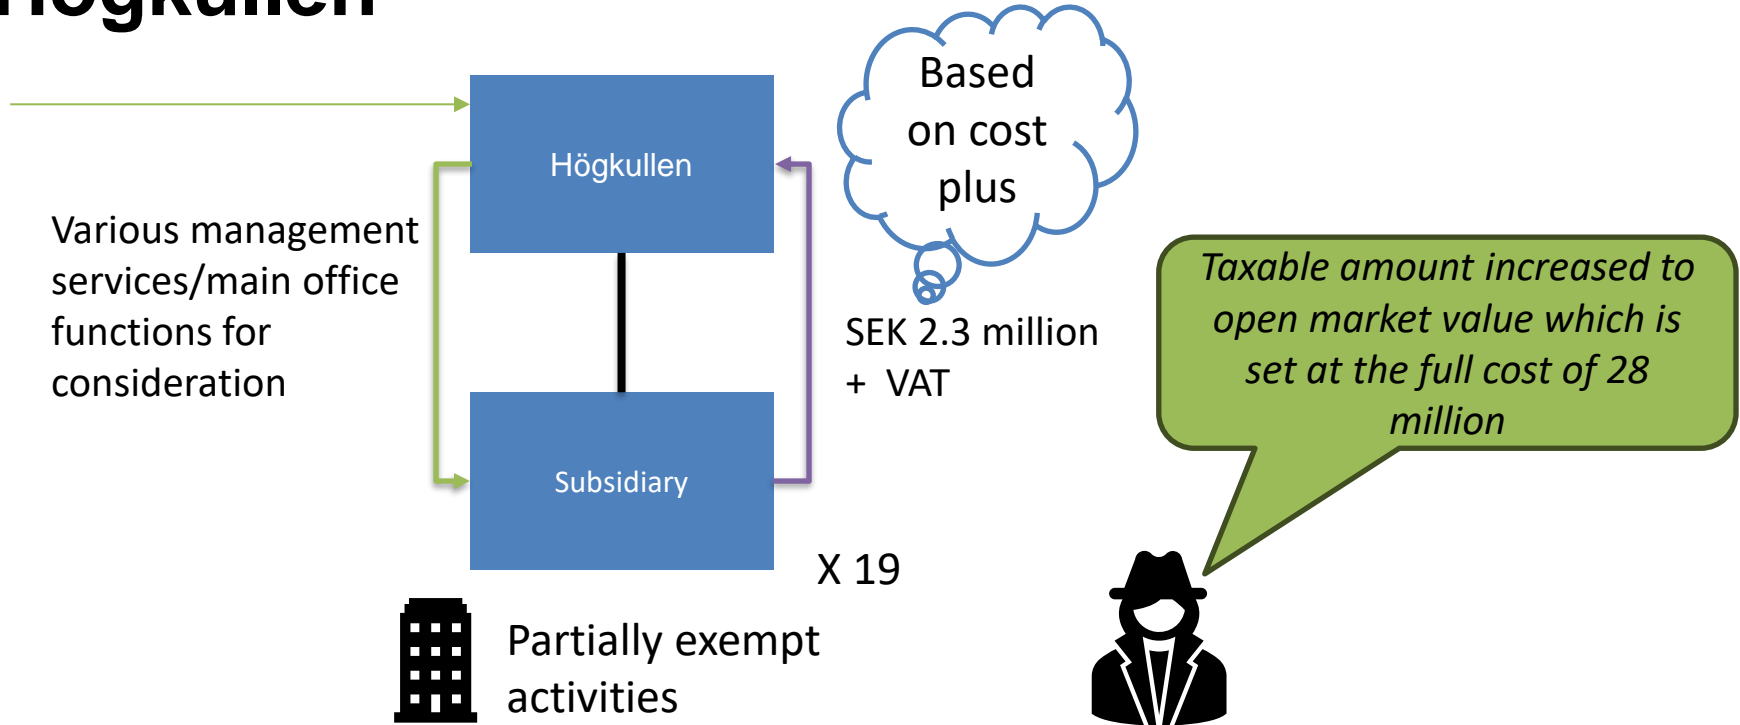 Högkullen
Based
on cost
plus
Högkullen
Various management
services/main office
functions for
consideration
SEK 2.3 million
+ VAT
Taxable amount increased to
open market value which is
set at the full cost of 28
million
Subsidiary
X 19
Partially exempt
activities